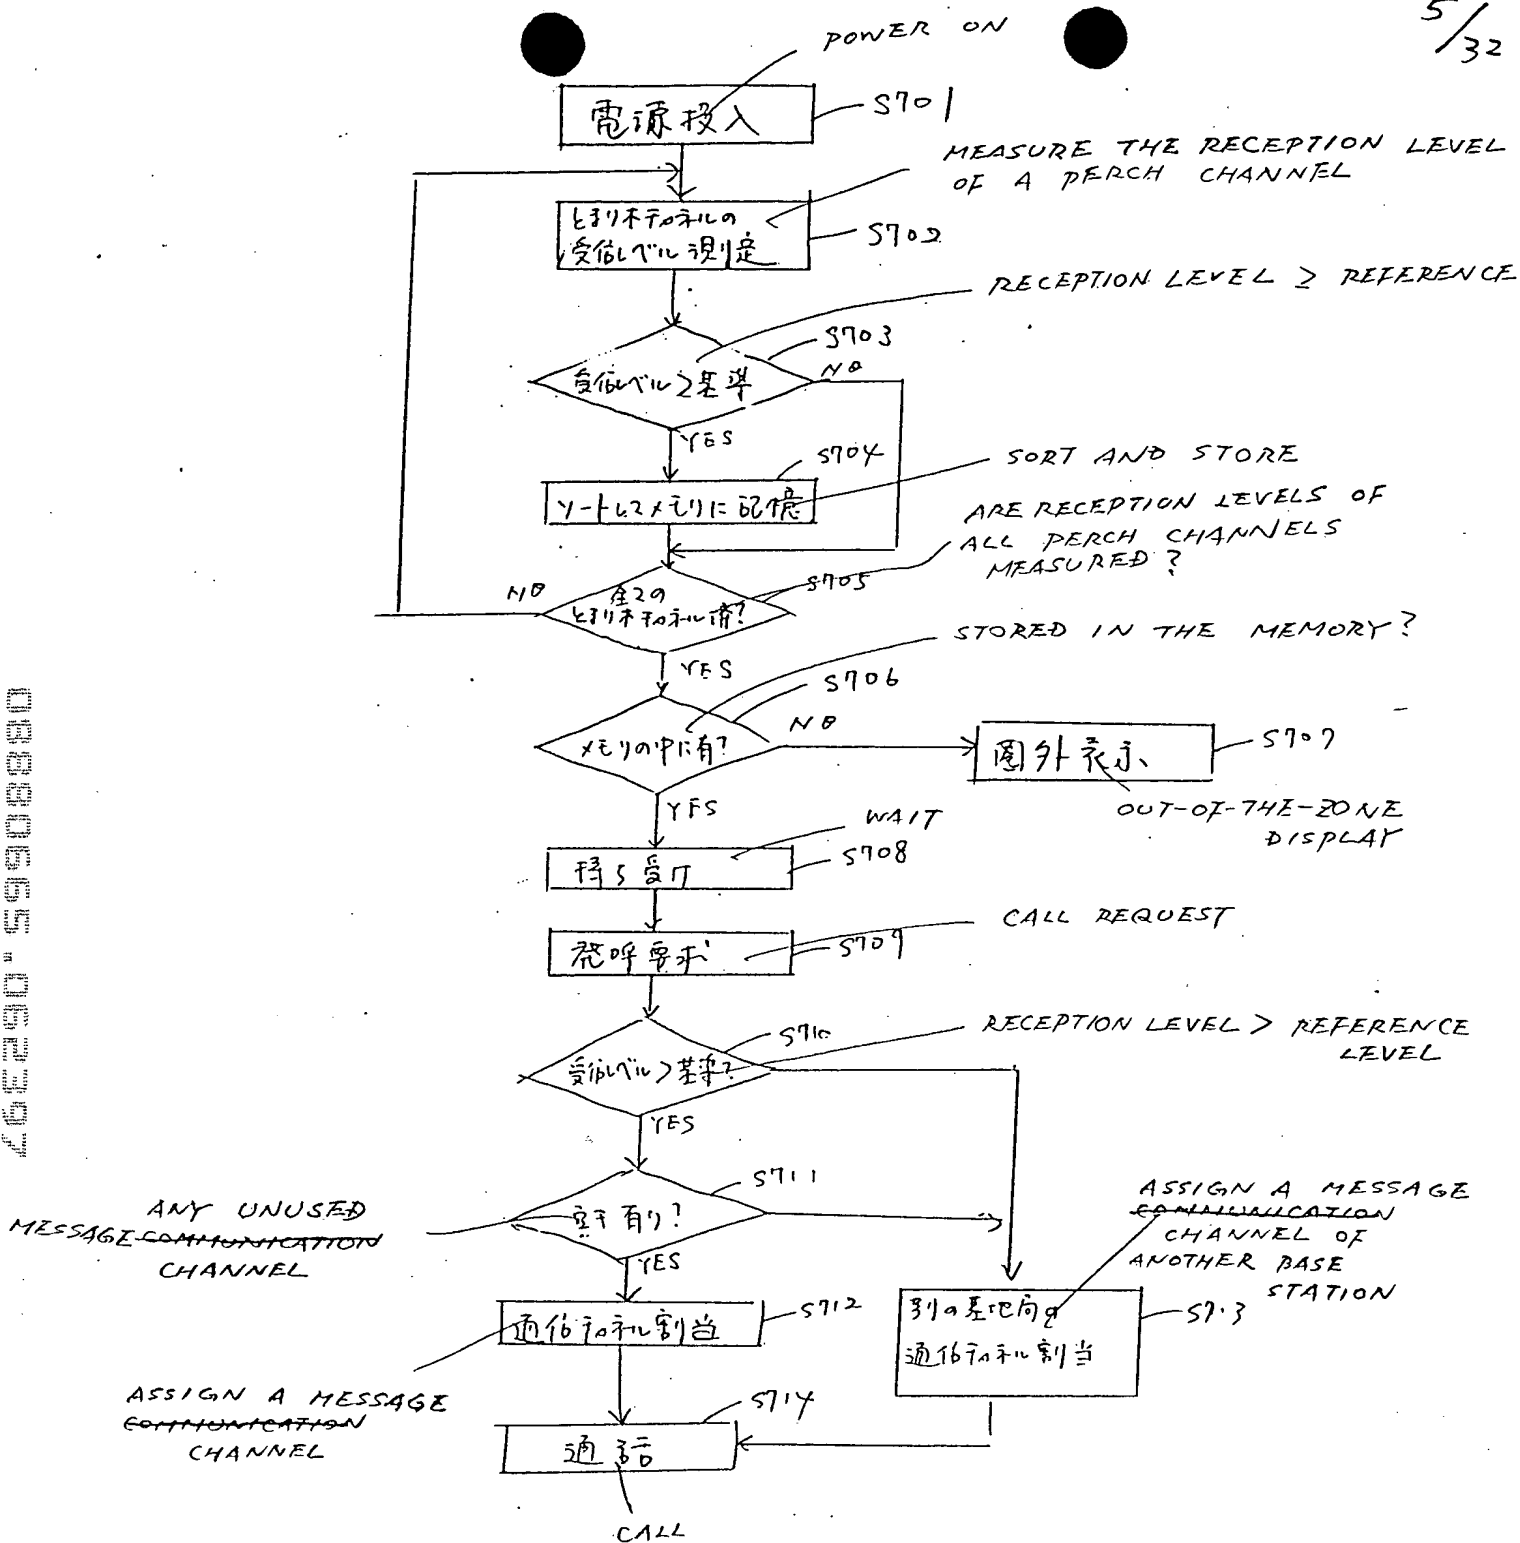 5/32
POWER ON
電源投入
S701
MEASURE THE RECEPTION LEVEL
OF A PERCH CHANNEL
とまり木チャネルの
受信レベル測定
S702
RECEPTION LEVEL ≥ REFERENCE
S703
受信レベル≥基準
NO
YES
S704
SORT AND STORE
ソートしてメモリに記憶
ARE RECEPTION LEVELS OF
ALL PERCH CHANNELS
MEASURED?
S705
NO
全ての
とまり木チャネル済?
STORED IN THE MEMORY?
YES
S706
NO
メモリの中に有?
圏外表示
S707
OUT-OF-THE-ZONE
DISPLAY
YES
WAIT
待ち受け
S708
CALL REQUEST
発呼要求
S709
RECEPTION LEVEL > REFERENCE
LEVEL
S710
受信レベル>基準?
YES
S711
ANY UNUSED
MESSAGE COMMUNICATION
CHANNEL
空き有り?
YES
ASSIGN A MESSAGE
COMMUNICATION
CHANNEL OF
ANOTHER BASE
STATION
通信チャネル割当
S712
別の基地局の
通信チャネル割当
S713
ASSIGN A MESSAGE
COMMUNICATION
CHANNEL
S714
通話
CALL
08880655.062397